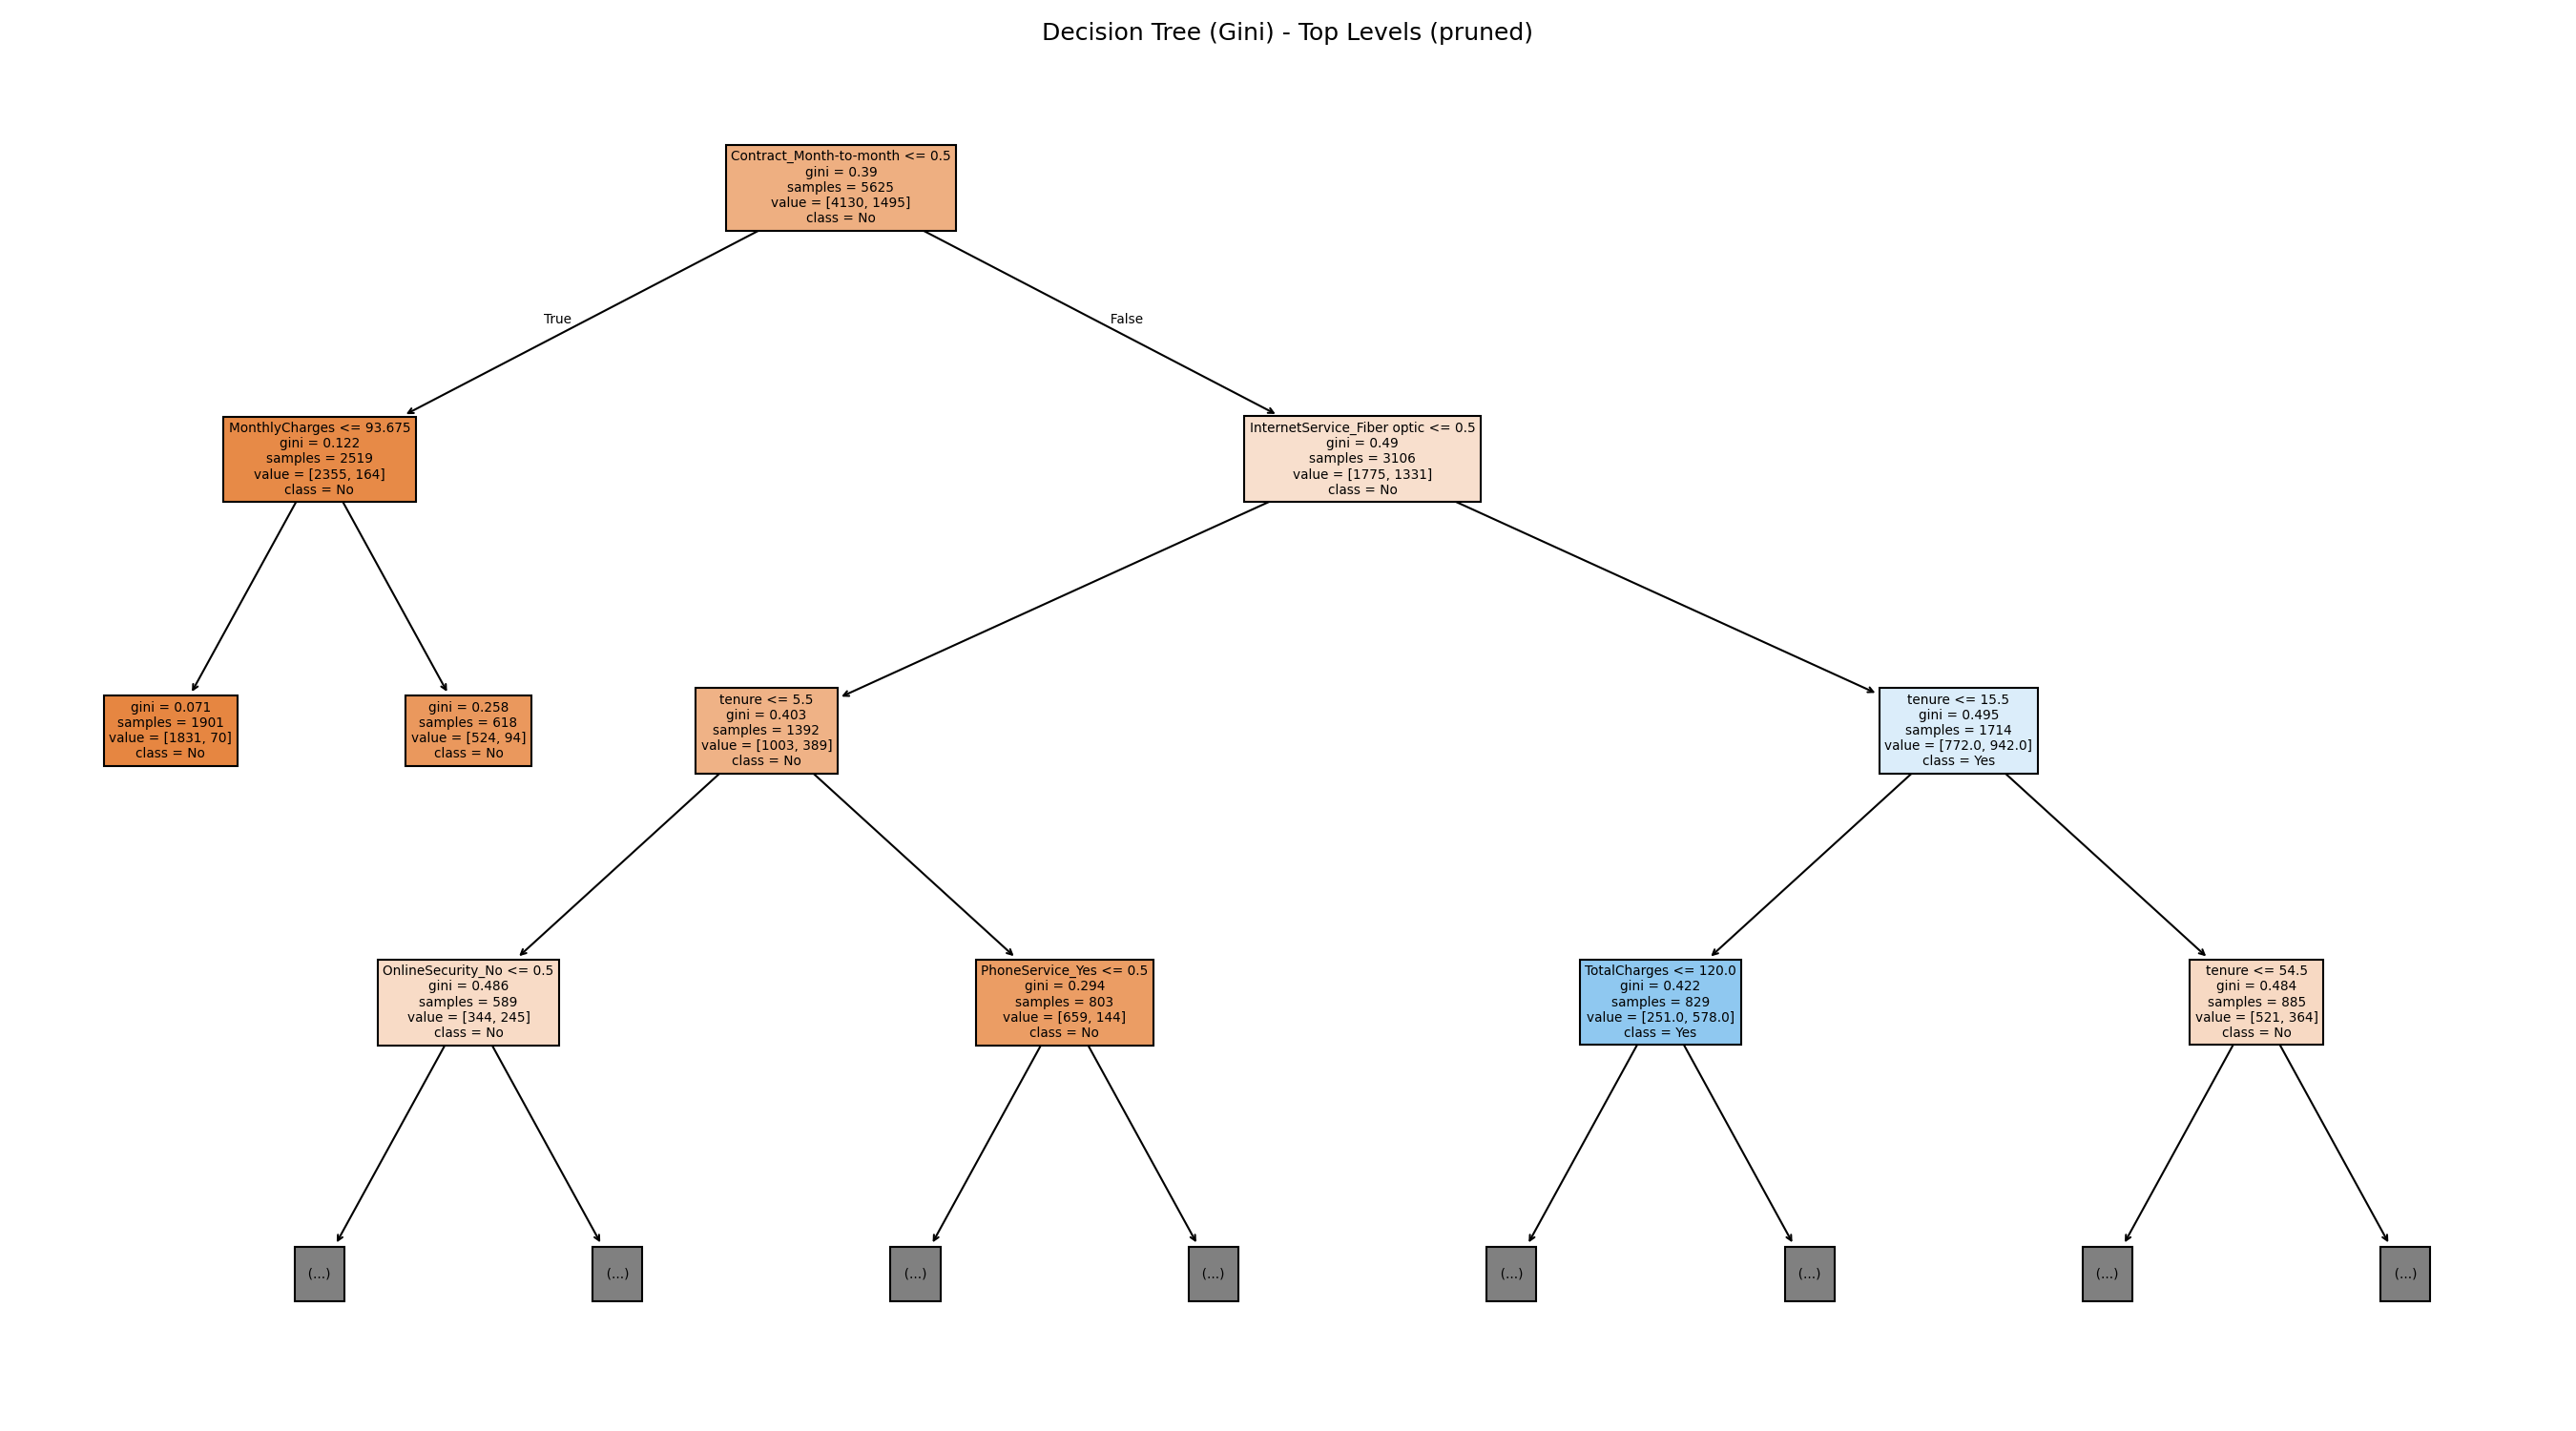 Decision Tree (Gini) - Top Levels (pruned)
Contract_Month-to-month <= 0.5
gini = 0.39
samples = 5625
value = [4130, 1495]
class = No
True
False
MonthlyCharges <= 93.675
gini = 0.122
samples = 2519
value = [2355, 164]
class = No
InternetService_Fiber optic <= 0.5
gini = 0.49
samples = 3106
value = [1775, 1331]
class = No
gini = 0.071
samples = 1901
value = [1831, 70]
class = No
gini = 0.258
samples = 618
value = [524, 94]
class = No
tenure <= 5.5
gini = 0.403
samples = 1392
value = [1003, 389]
class = No
tenure <= 15.5
gini = 0.495
samples = 1714
value = [772.0, 942.0]
class = Yes
OnlineSecurity_No <= 0.5
gini = 0.486
samples = 589
value = [344, 245]
class = No
PhoneService_Yes <= 0.5
gini = 0.294
samples = 803
value = [659, 144]
class = No
TotalCharges <= 120.0
gini = 0.422
samples = 829
value = [251.0, 578.0]
class = Yes
tenure <= 54.5
gini = 0.484
samples = 885
value = [521, 364]
class = No
(...)
(...)
(...)
(...)
(...)
(...)
(...)
(...)